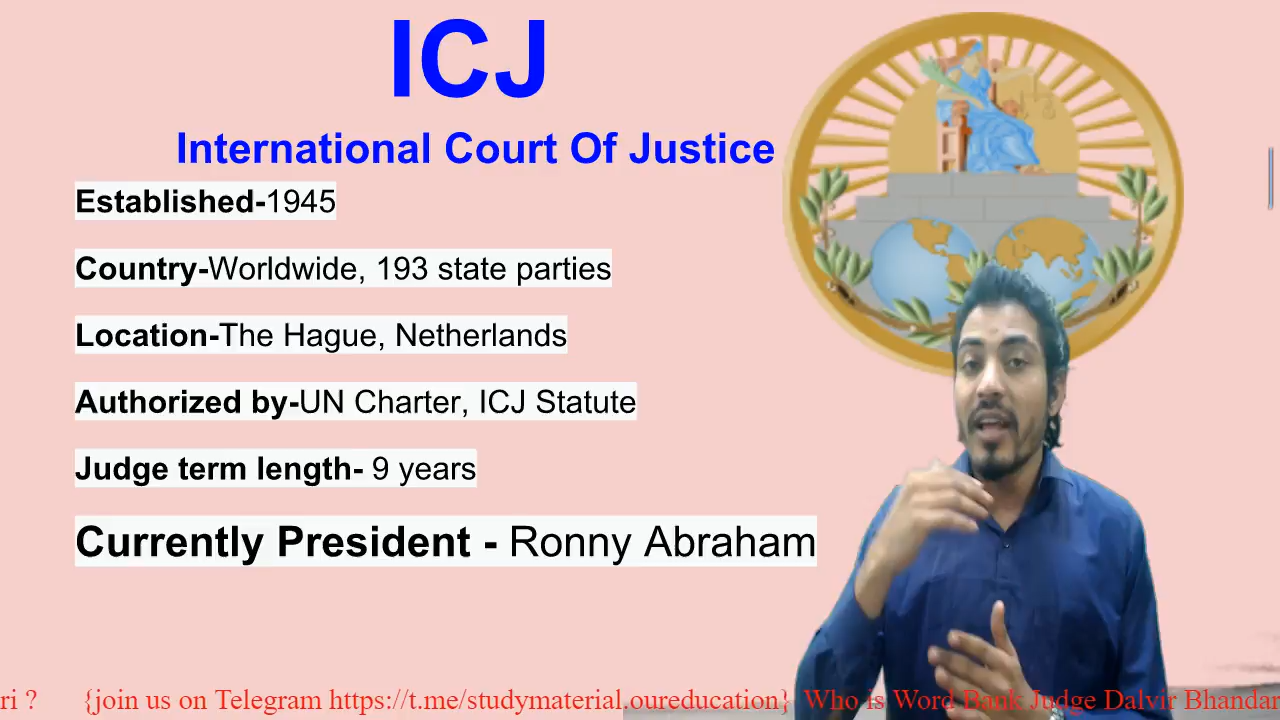 ICJ
International Court Of Justice
Established-1945
Country-Worldwide, 193 state parties
Location-The Hague, Netherlands
Authorized by-UN Charter, ICJ Statute
Judge term length- 9 years
Currently President - Ronny Abraham
ri ? {join us on Telegram https://t.me/studymaterial.oureducation} Who is Word Bank Judge Dalvir Bhandar